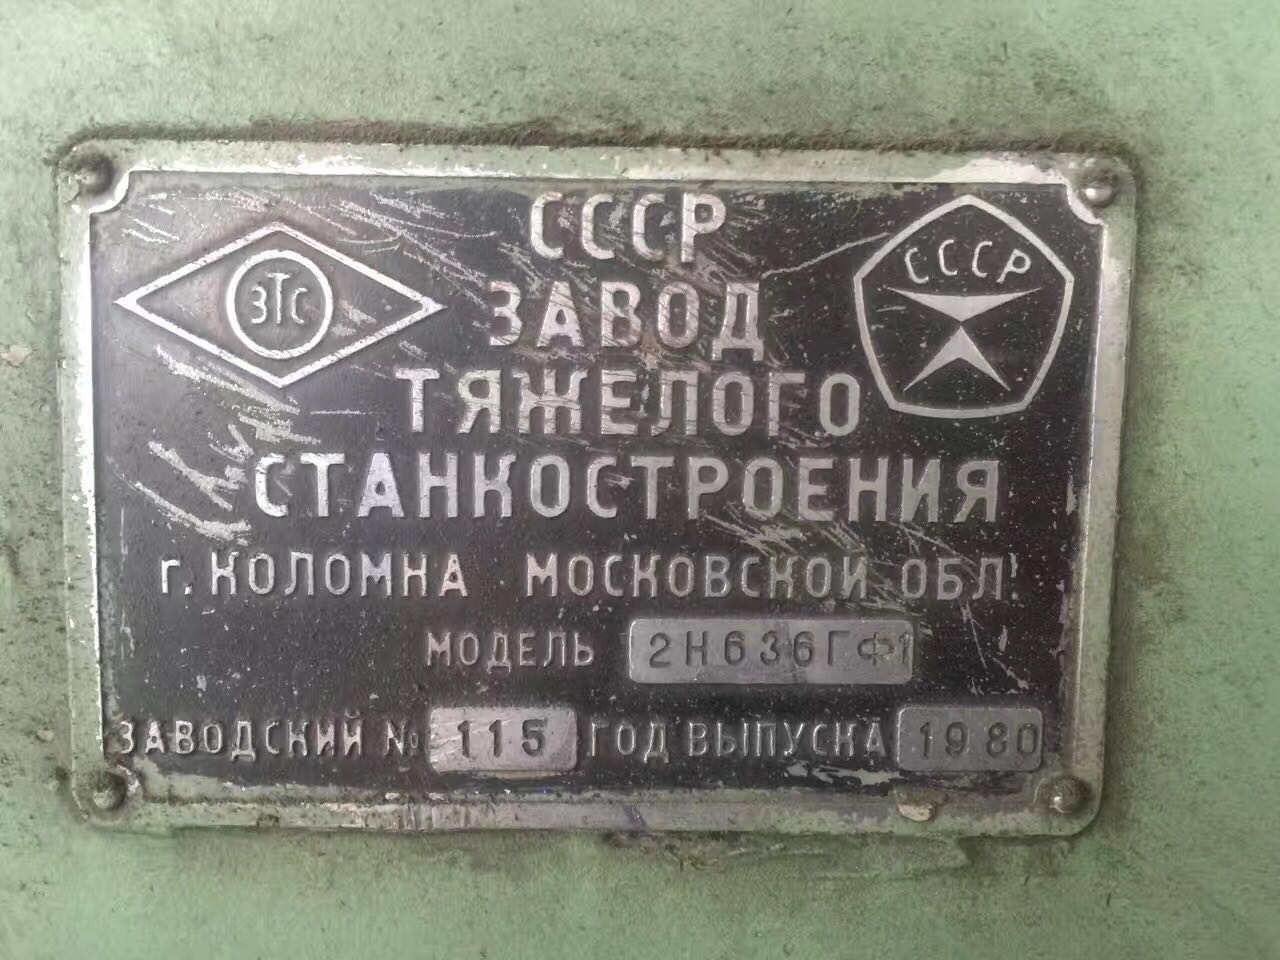 СССР
ЗТС
СССР
ЗАВОД
ТЯЖЕЛОГО
СТАНКОСТРОЕНИЯ
г. КОЛОМНА МОСКОВСКОЙ ОБЛ.
МОДЕЛЬ 2Н636ГФ1
ЗАВОДСКИЙ № 115 ГОД ВЫПУСКА 1980